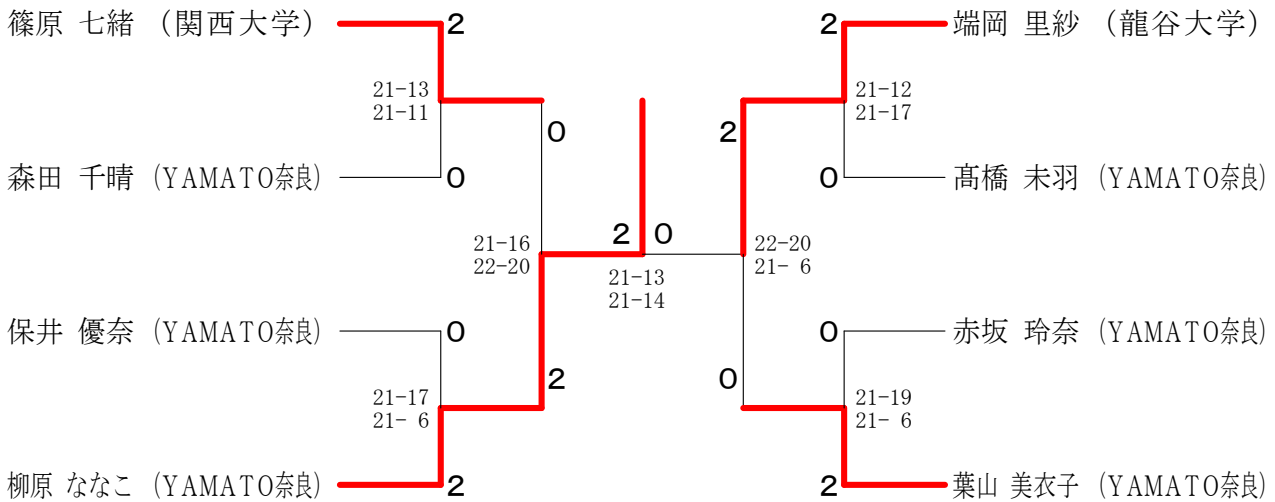 篠原 七緒 (関西大学) 2 2 端岡 里紗 (龍谷大学)
21-13 21-12
21-11 21-17
0 2
森田 千晴 (YAMATO奈良) 0 0 髙橋 未羽 (YAMATO奈良)
2 0
21-16 22-20
22-20 21- 6
21-13
21-14
保井 優奈 (YAMATO奈良) 0 0 赤坂 玲奈 (YAMATO奈良)
2 0
21-17 21-19
21- 6 21- 6
柳原 ななこ (YAMATO奈良) 2 2 葉山 美衣子 (YAMATO奈良)